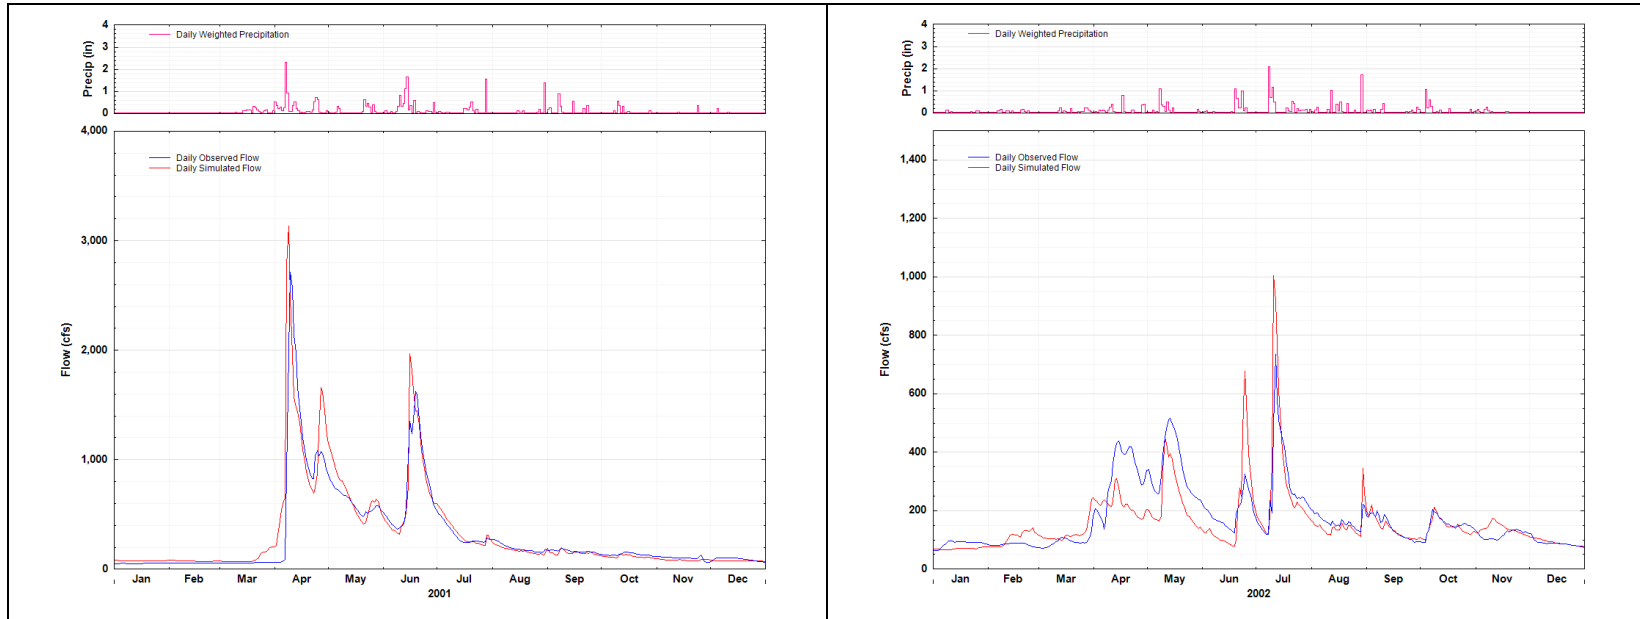 4
3
2
1
0
Precip (in)
Daily Weighted Precipitation
4,000
3,000
2,000
1,000
0
Flow (cfs)
Daily Observed Flow
Daily Simulated Flow
Jan Feb Mar Apr May Jun Jul Aug Sep Oct Nov Dec
2001
4
3
2
1
0
Precip (in)
Daily Weighted Precipitation
1,400
1,200
1,000
800
600
400
200
0
Flow (cfs)
Daily Observed Flow
Daily Simulated Flow
Jan Feb Mar Apr May Jun Jul Aug Sep Oct Nov Dec
2002